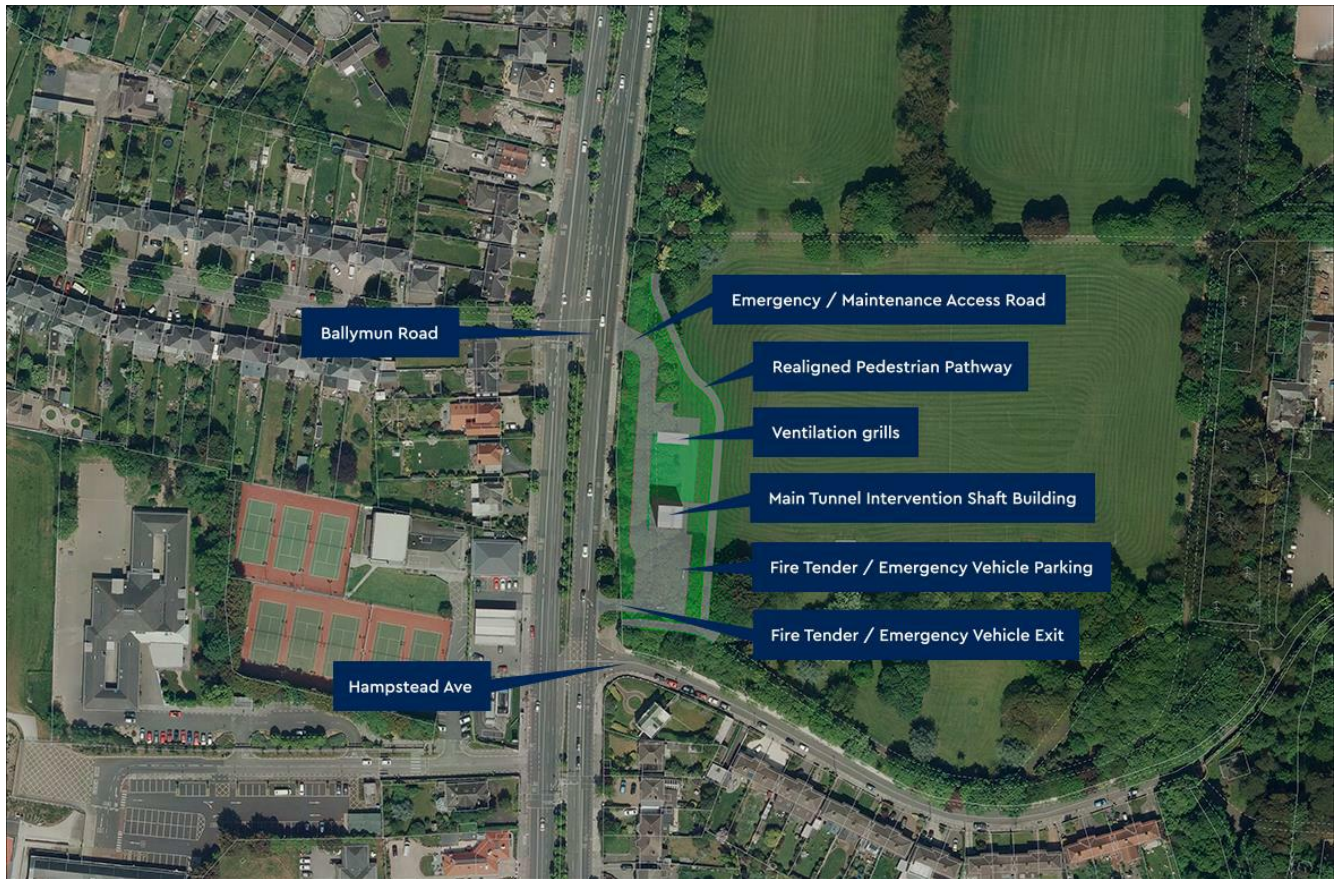 Emergency / Maintenance Access Road
Ballymun Road
Realigned Pedestrian Pathway
Ventilation grills
Main Tunnel Intervention Shaft Building
Fire Tender / Emergency Vehicle Parking
Fire Tender / Emergency Vehicle Exit
Hampstead Ave